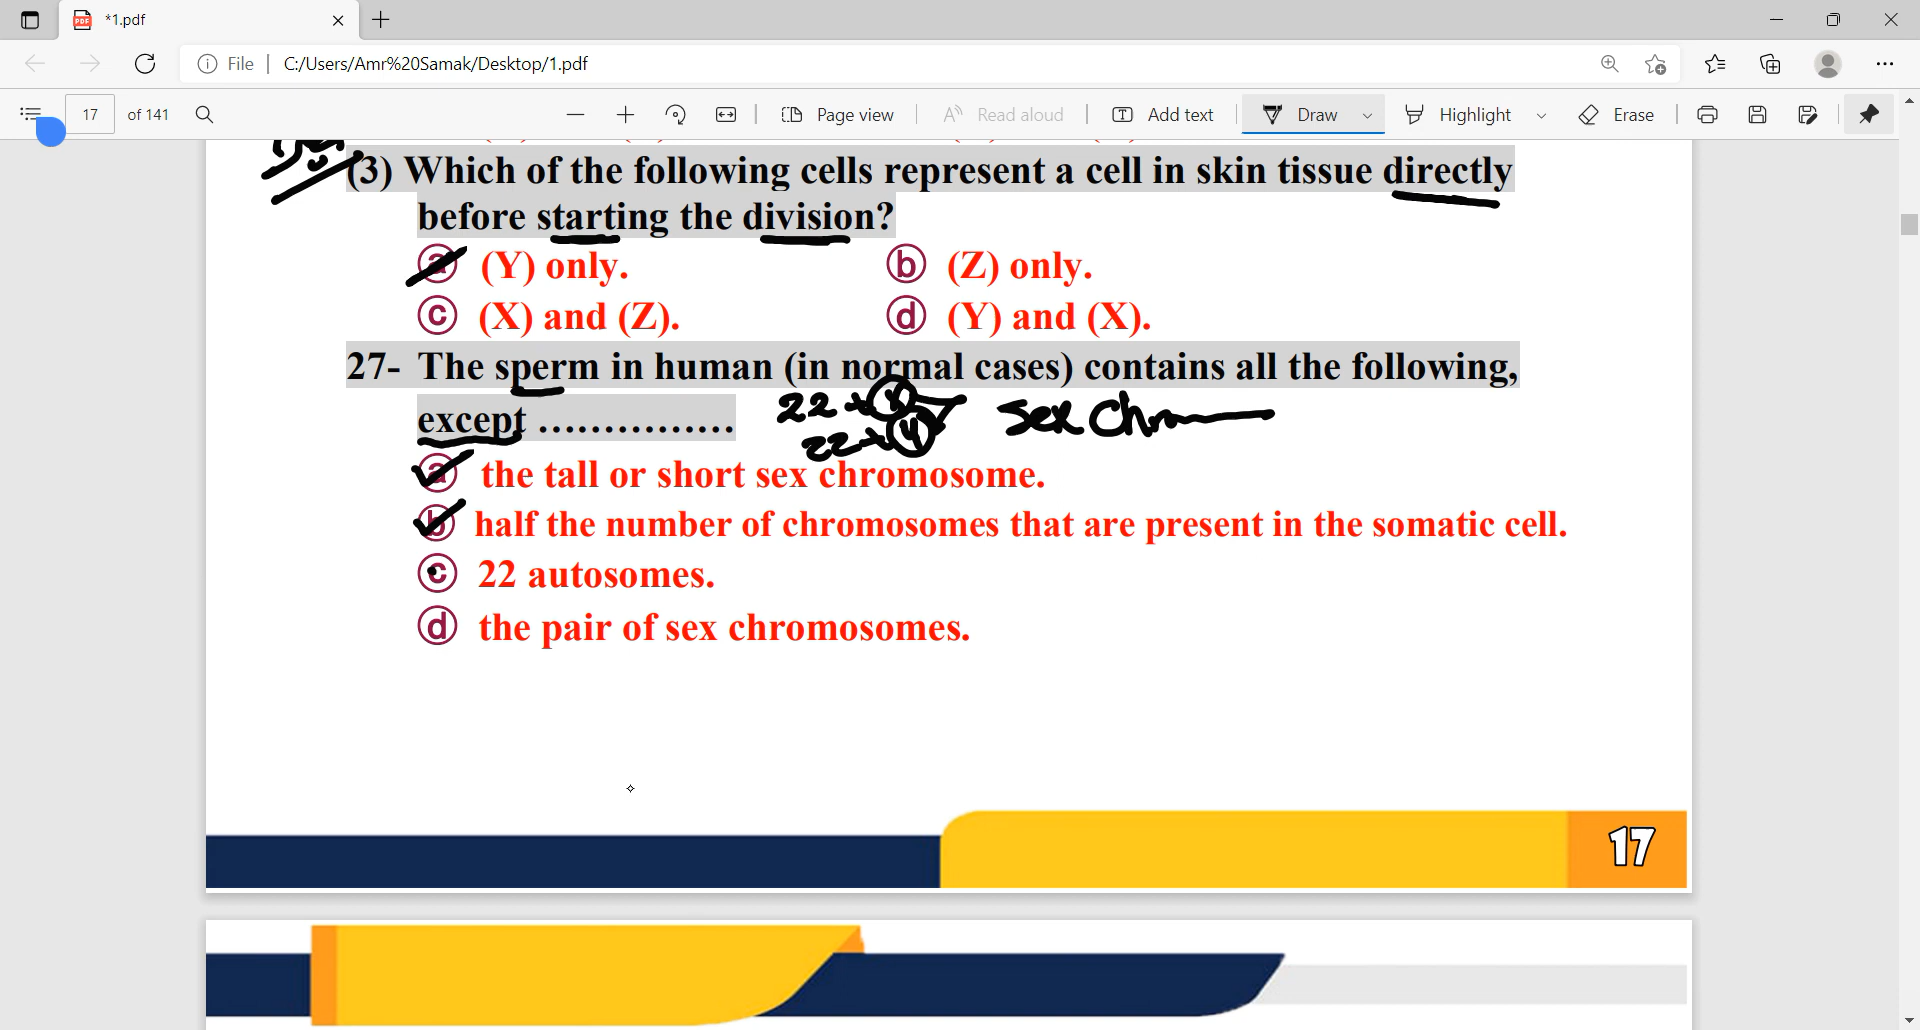 *1.pdf
File C:/Users/Amr%20Samak/Desktop/1.pdf
17 of 141 Page view Read aloud Add text Draw Highlight Erase
(3) Which of the following cells represent a cell in skin tissue directly
before starting the division?
ⓐ (Y) only. ⓑ (Z) only.
ⓒ (X) and (Z). ⓓ (Y) and (X).
27- The sperm in human (in normal cases) contains all the following,
except ...............
22 + X
22 + Y
sex Chro
ⓐ the tall or short sex chromosome.
ⓑ half the number of chromosomes that are present in the somatic cell.
ⓒ 22 autosomes.
ⓓ the pair of sex chromosomes.
17